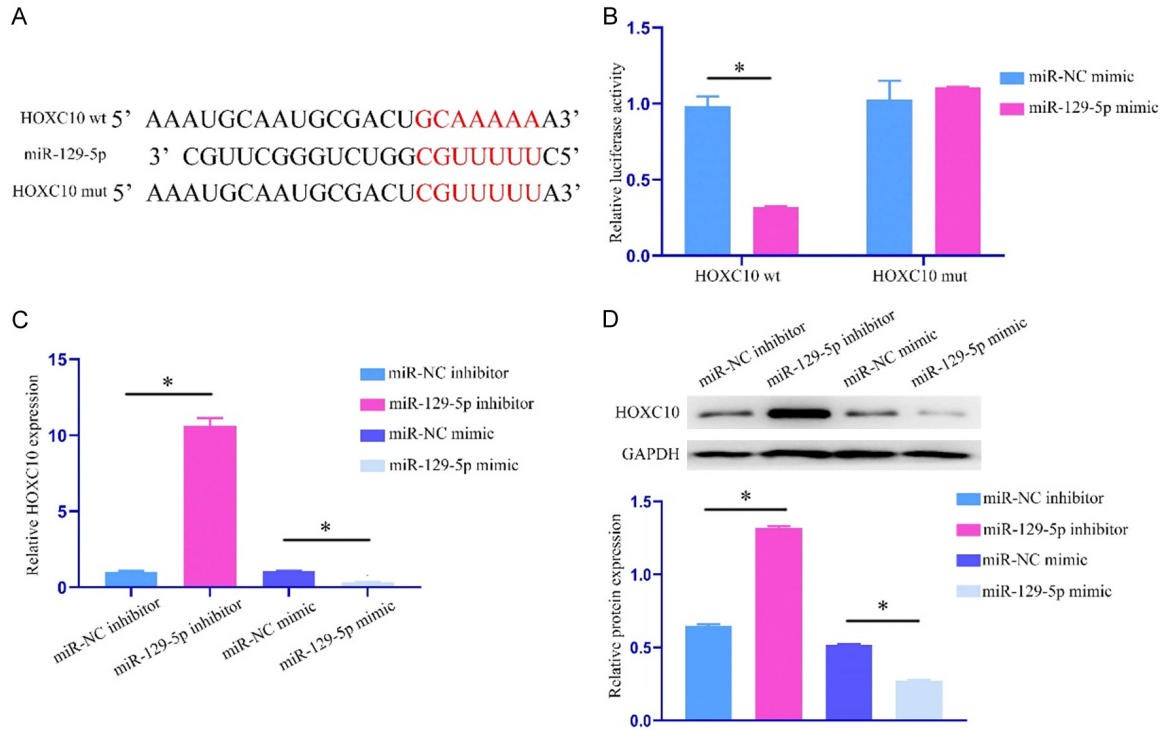 A
HOXC10 wt 5’ AAAUGCAAUGCGACUGCAAAAAA3’
miR-129-5p 3’ CGUUCGGGUCUGGCGUUUUUC5’
HOXC10 mut 5’ AAAUGCAAUGCGACUCGUUUUUA3’
B
Relative luciferase activity
1.5
1.0
0.5
0.0
HOXC10 wt
HOXC10 mut
*
miR-NC mimic
miR-129-5p mimic
C
Relative HOXC10 expression
15
10
5
0
*
*
miR-NC inhibitor
miR-129-5p inhibitor
miR-NC mimic
miR-129-5p mimic
miR-NC inhibitor
miR-129-5p inhibitor
miR-NC mimic
miR-129-5p mimic
D
miR-NC inhibitor
miR-129-5p inhibitor
miR-NC mimic
miR-129-5p mimic
HOXC10
GAPDH
Relative protein expression
1.5
1.0
0.5
0.0
*
*
miR-NC inhibitor
miR-129-5p inhibitor
miR-NC mimic
miR-129-5p mimic